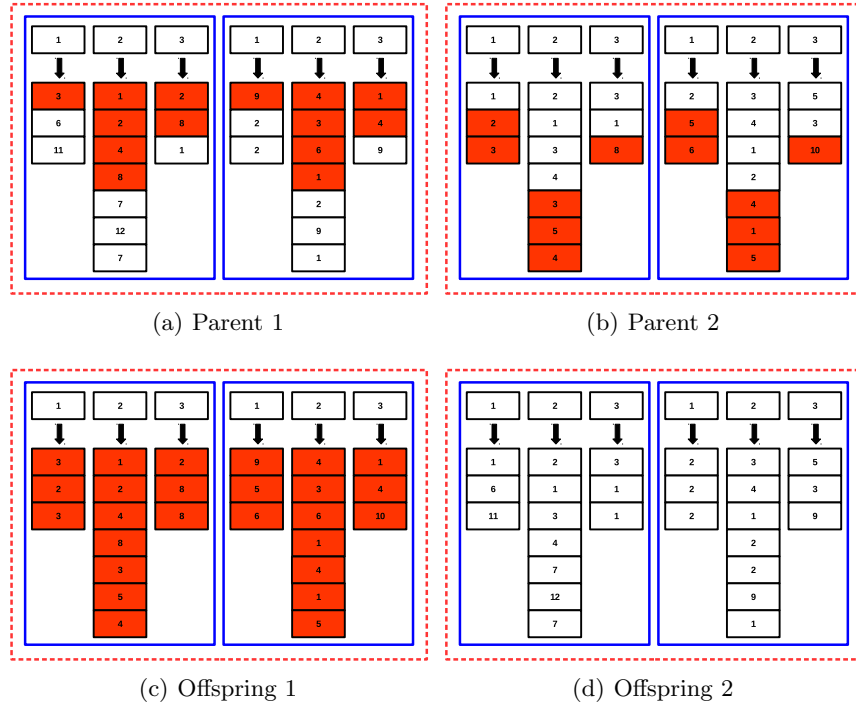 1 2 3 1 2 3 1 2 3 1 2 3
3 1 2 9 4 1 1 2 3 2 3 5
6 2 8 2 3 4 2 1 1 5 4 3
11 4 1 2 6 9 3 3 8 6 1 10
8 1 4 2
7 2 3 4
12 9 5 1
7 1 4 5
(a) Parent 1 (b) Parent 2
1 2 3 1 2 3 1 2 3 1 2 3
3 1 2 9 4 1 1 2 3 2 3 5
2 2 8 5 3 4 6 1 1 2 4 3
3 4 8 6 6 10 11 3 1 2 1 9
8 1 4 2
3 4 7 2
5 1 12 9
4 5 7 1
(c) Offspring 1 (d) Offspring 2